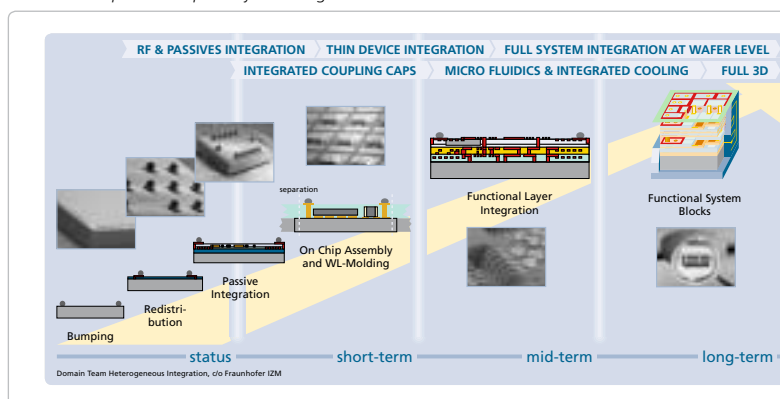 RF & PASSIVES INTEGRATION
THIN DEVICE INTEGRATION
FULL SYSTEM INTEGRATION AT WAFER LEVEL
INTEGRATED COUPLING CAPS
MICRO FLUIDICS & INTEGRATED COOLING
FULL 3D
separation
Functional Layer
Integration
Functional System
Blocks
On Chip Assembly
and WL-Molding
Passive
Integration
Redistri-
bution
Bumping
status
short-term
mid-term
long-term
Domain Team Heterogeneous Integration, c/o Fraunhofer IZM